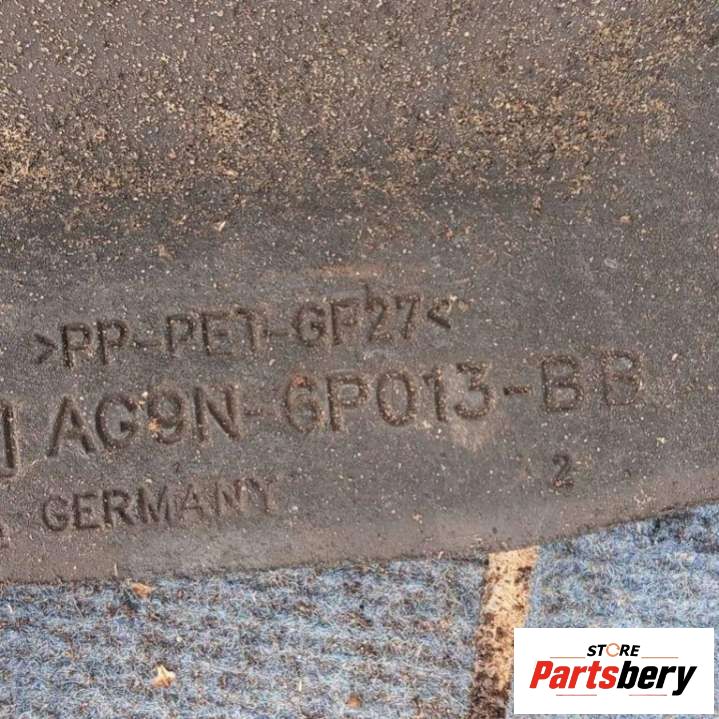 >PP-PET-GF27<
AG9N-6P013-BB
GERMANY
2
STORE
Partsbery